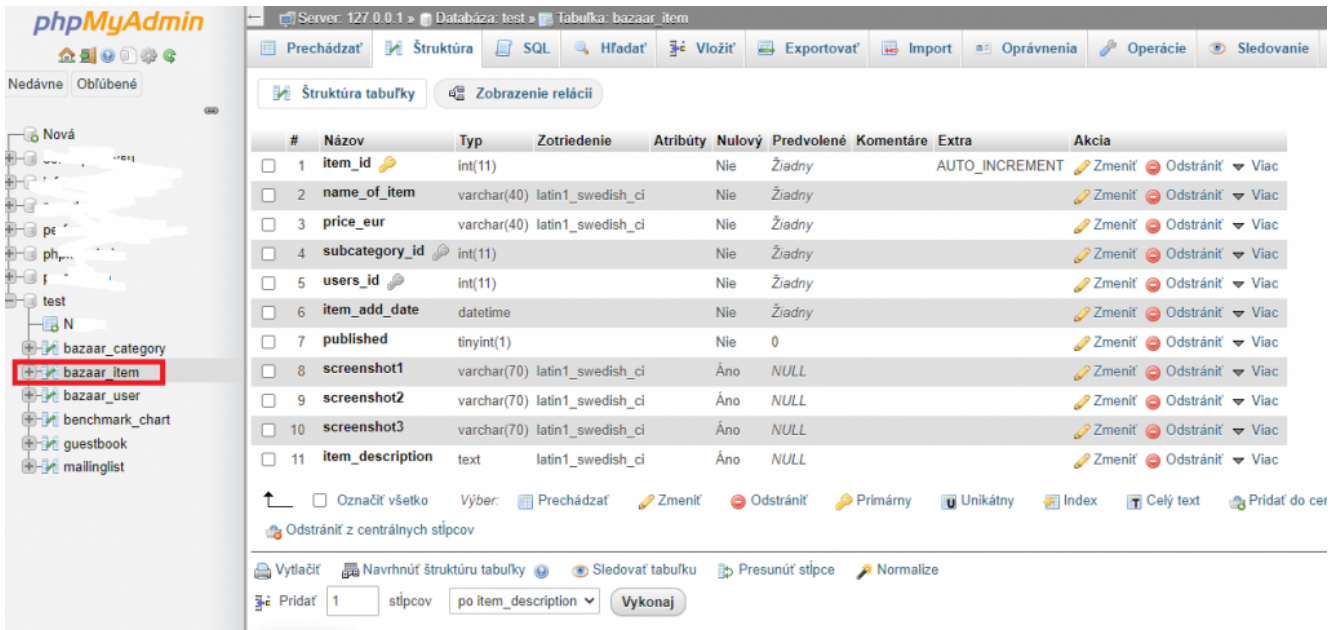 phpMyAdmin
Nedávne Obľúbené
Nová
test
N
bazaar_category
bazaar_item
bazaar_user
benchmark_chart
guestbook
mailinglist
Server: 127.0.0.1 » Databáza: test » Tabuľka: bazaar_item
Prechádzať Štruktúra SQL Hľadať Vložiť Exportovať Import Oprávnenia Operácie Sledovanie
Štruktúra tabuľky Zobrazenie relácii
# Názov Typ Zotriedenie Atribúty Nulový Predvolené Komentáre Extra Akcia
1 item_id int(11) Nie Žiadny AUTO_INCREMENT Zmeniť Odstrániť Viac
2 name_of_item varchar(40) latin1_swedish_ci Nie Žiadny Zmeniť Odstrániť Viac
3 price_eur varchar(40) latin1_swedish_ci Nie Žiadny Zmeniť Odstrániť Viac
4 subcategory_id int(11) Nie Žiadny Zmeniť Odstrániť Viac
5 users_id int(11) Nie Žiadny Zmeniť Odstrániť Viac
6 item_add_date datetime Nie Žiadny Zmeniť Odstrániť Viac
7 published tinyint(1) Nie 0 Zmeniť Odstrániť Viac
8 screenshot1 varchar(70) latin1_swedish_ci Áno NULL Zmeniť Odstrániť Viac
9 screenshot2 varchar(70) latin1_swedish_ci Áno NULL Zmeniť Odstrániť Viac
10 screenshot3 varchar(70) latin1_swedish_ci Áno NULL Zmeniť Odstrániť Viac
11 item_description text latin1_swedish_ci Áno NULL Zmeniť Odstrániť Viac
Označiť všetko Výber: Prechádzať Zmeniť Odstrániť Primárny Unikátny Index Celý text Pridať do cer
Odstrániť z centrálnych stĺpcov
Vytlačiť Navrhnúť štruktúru tabuľky Sledovať tabuľku Presunúť stĺpce Normalize
Pridať 1 stĺpcov po item_description Vykonaj